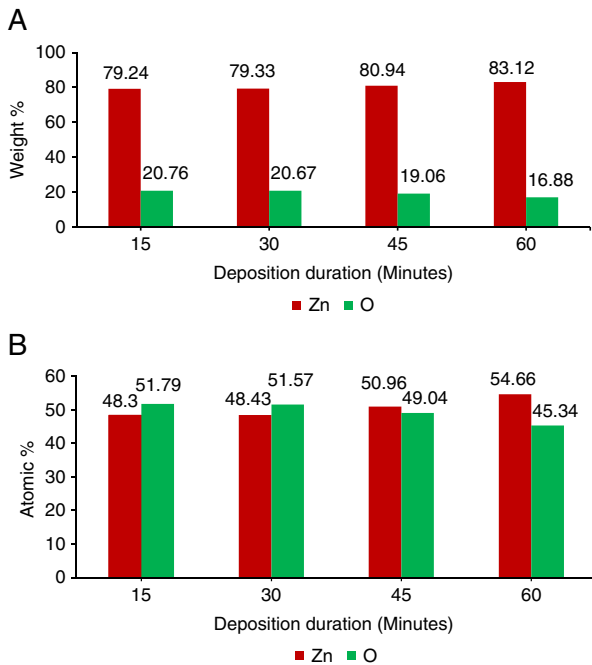 A
100
80
60
40
20
0
Weight %
79.24
20.76
79.33
20.67
80.94
19.06
83.12
16.88
15 30 45 60
Deposition duration (Minutes)
Zn O
B
60
50
40
30
20
10
0
Atomic %
48.3
51.79
48.43
51.57
50.96
49.04
54.66
45.34
15 30 45 60
Deposition duration (Minutes)
Zn O